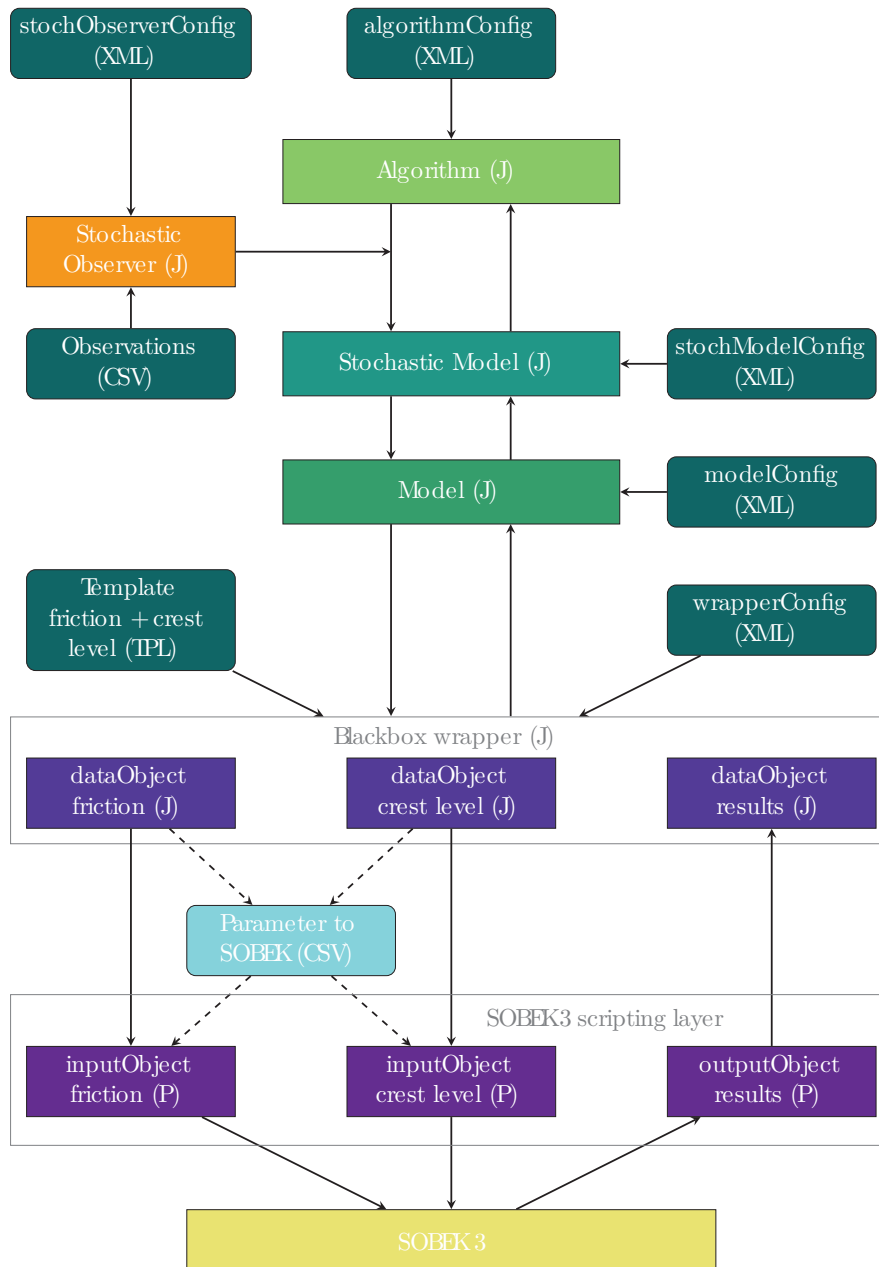 stochObserverConfig
(XML)
algorithmConfig
(XML)
Algorithm (J)
Stochastic
Observer (J)
Observations
(CSV)
Stochastic Model (J)
stochModelConfig
(XML)
Model (J)
modelConfig
(XML)
Template
friction + crest
level (TPL)
wrapperConfig
(XML)
Blackbox wrapper (J)
dataObject
friction (J)
dataObject
crest level (J)
dataObject
results (J)
Parameter to
SOBEK (CSV)
SOBEK3 scripting layer
inputObject
friction (P)
inputObject
crest level (P)
outputObject
results (P)
SOBEK 3